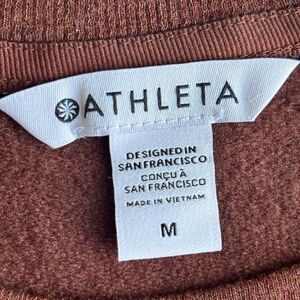 ATHLETA
DESIGNED IN
SAN FRANCISCO
CONÇU À
SAN FRANCISCO
MADE IN VIETNAM
M